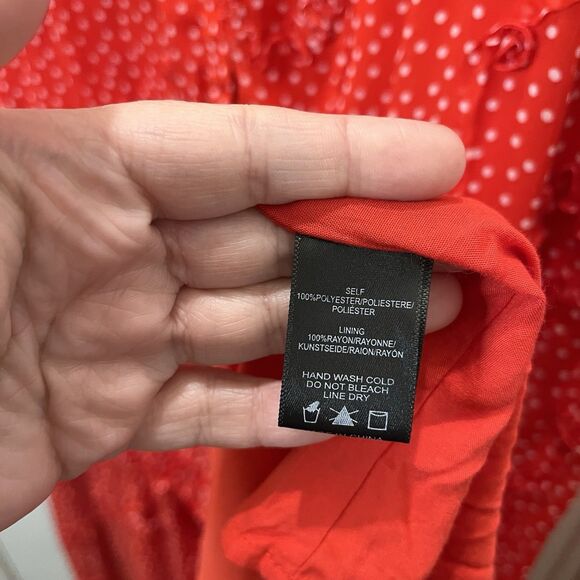 SELF
100%POLYESTER/POLIESTERE/
POLIÉSTER
LINING
100%RAYON/RAYONNE/
KUNSTSEIDE/RAION/RAYÓN
HAND WASH COLD
DO NOT BLEACH
LINE DRY